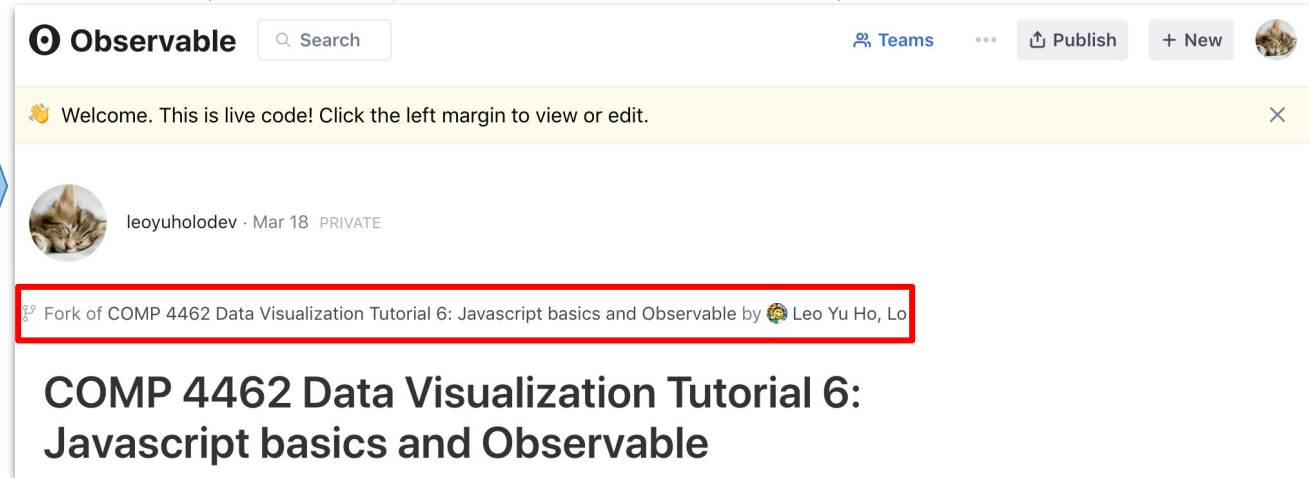 Observable
Search
Teams
Publish
+ New
👋 Welcome. This is live code! Click the left margin to view or edit.
leoyuholodev · Mar 18 PRIVATE
Fork of COMP 4462 Data Visualization Tutorial 6: Javascript basics and Observable by Leo Yu Ho, Lo
COMP 4462 Data Visualization Tutorial 6:
Javascript basics and Observable